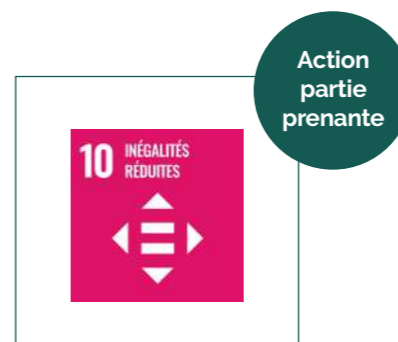 Action
partie
prenante
10 INÉGALITÉS
RÉDUITES